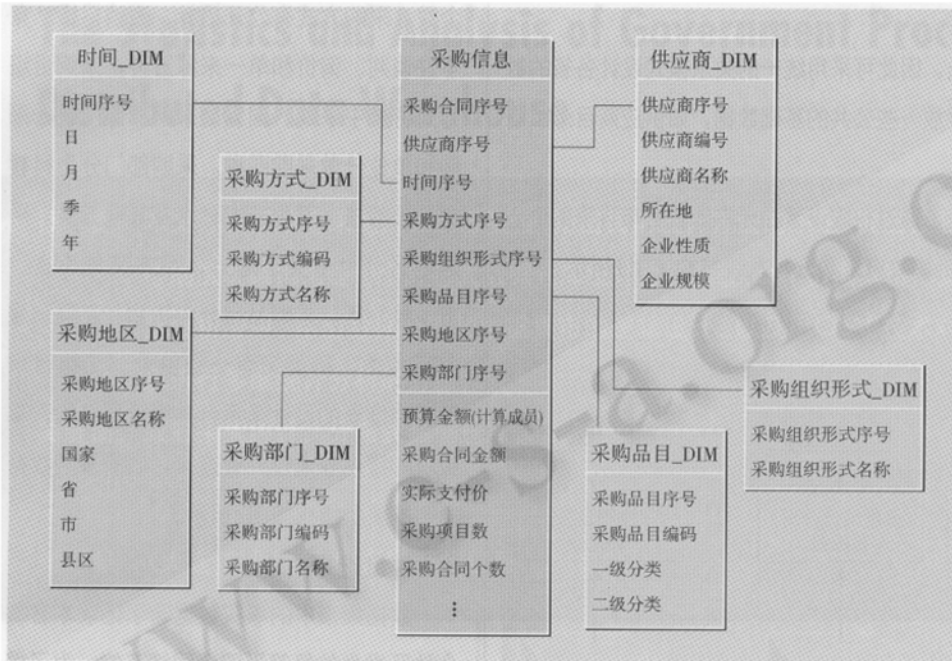 时间_DIM
时间序号
日
月
季
年
采购方式_DIM
采购方式序号
采购方式编码
采购方式名称
采购地区_DIM
采购地区序号
采购地区名称
国家
省
市
县区
采购部门_DIM
采购部门序号
采购部门编码
采购部门名称
采购信息
采购合同序号
供应商序号
时间序号
采购方式序号
采购组织形式序号
采购品目序号
采购地区序号
采购部门序号
预算金额(计算成员)
采购合同金额
实际支付价
采购项目数
采购合同个数
⋮
供应商_DIM
供应商序号
供应商编号
供应商名称
所在地
企业性质
企业规模
采购组织形式_DIM
采购组织形式序号
采购组织形式名称
采购品目_DIM
采购品目序号
采购品目编码
一级分类
二级分类
www.c-s-a.org.c